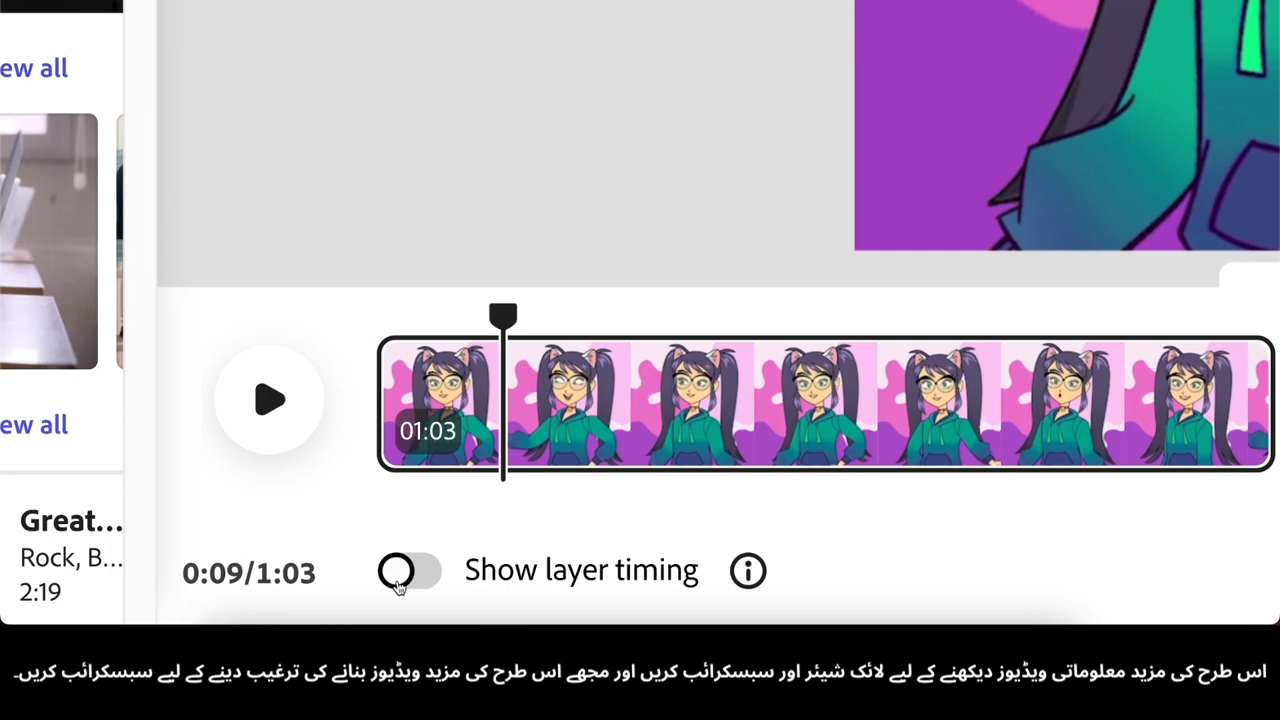 ew all
ew all
Great...
Rock, B...
2:19
01:03
0:09/1:03
Show layer timing
اس طرح کی مزید معلوماتی ویڈیوز دیکھنے کے لیے لائک شیئر اور سبسکرائب کریں اور مجھے اس طرح کی مزید ویڈیوز بنانے کی ترغیب دینے کے لیے سبسکرائب کریں۔